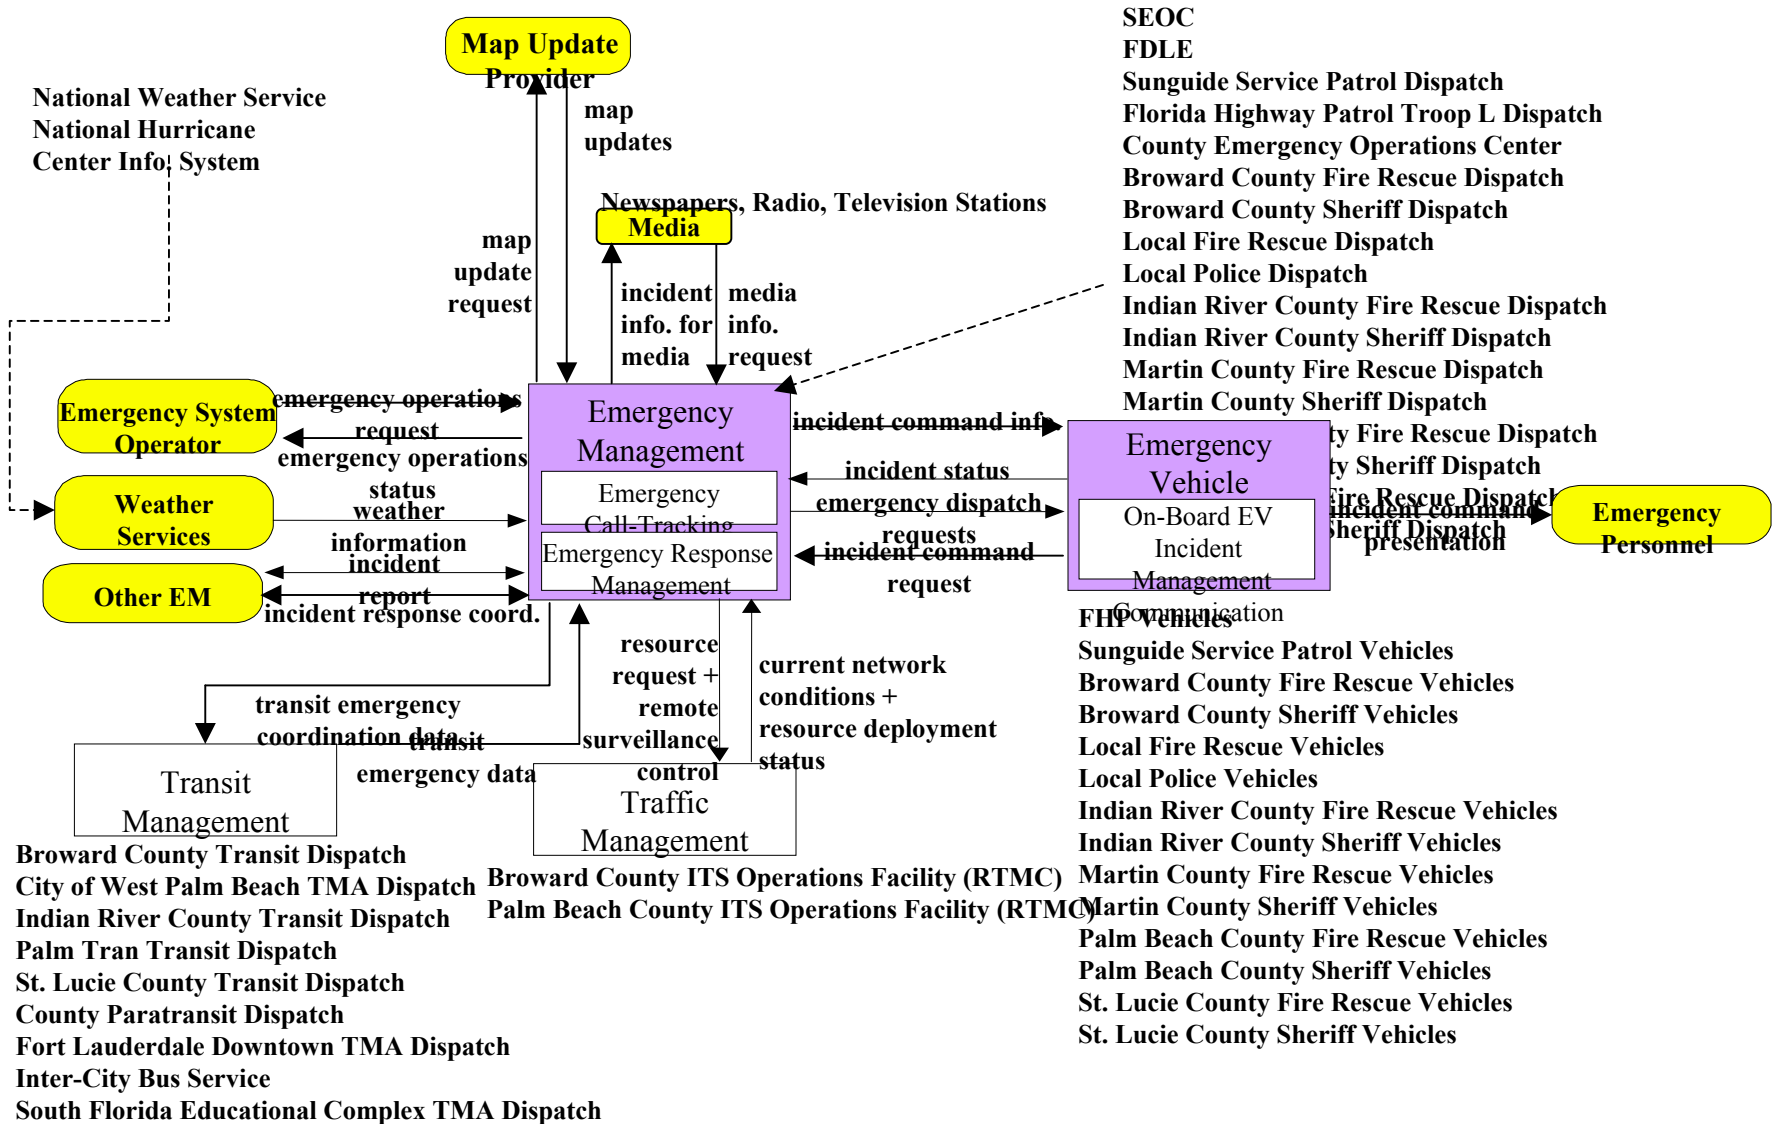 SEOC
FDLE
Sunguide Service Patrol Dispatch
Florida Highway Patrol Troop L Dispatch
County Emergency Operations Center
Broward County Fire Rescue Dispatch
Broward County Sheriff Dispatch
Local Fire Rescue Dispatch
Local Police Dispatch
Indian River County Fire Rescue Dispatch
Indian River County Sheriff Dispatch
Martin County Fire Rescue Dispatch
Martin County Sheriff Dispatch
ty Fire Rescue Dispatch
ty Sheriff Dispatch
Fire Rescue Dispatch
Sheriff Dispatch
Map Update
Provider
National Weather Service
National Hurricane
Center Info. System
map
updates
map
update
request
Newspapers, Radio, Television Stations
Media
incident
info. for
media
media
info.
request
Emergency System
Operator
emergency operations
request
emergency operations
status
Weather
Services
weather
information
Other EM
incident
report
incident response coord.
Emergency
Management
Emergency
Call-Tracking
Emergency Response
Management
incident command info.
incident status
emergency dispatch
requests
incident command
request
Emergency
Vehicle
On-Board EV
Incident
Management
Communication
incident command
presentation
Emergency
Personnel
transit emergency
coordination data
transit
emergency data
resource
request +
remote
surveillance
control
current network
conditions +
resource deployment
status
Transit
Management
Traffic
Management
Broward County Transit Dispatch
City of West Palm Beach TMA Dispatch
Indian River County Transit Dispatch
Palm Tran Transit Dispatch
St. Lucie County Transit Dispatch
County Paratransit Dispatch
Fort Lauderdale Downtown TMA Dispatch
Inter-City Bus Service
South Florida Educational Complex TMA Dispatch
Broward County ITS Operations Facility (RTMC)
Palm Beach County ITS Operations Facility (RTMC)
FHP Vehicles
Sunguide Service Patrol Vehicles
Broward County Fire Rescue Vehicles
Broward County Sheriff Vehicles
Local Fire Rescue Vehicles
Local Police Vehicles
Indian River County Fire Rescue Vehicles
Indian River County Sheriff Vehicles
Martin County Fire Rescue Vehicles
Martin County Sheriff Vehicles
Palm Beach County Fire Rescue Vehicles
Palm Beach County Sheriff Vehicles
St. Lucie County Fire Rescue Vehicles
St. Lucie County Sheriff Vehicles